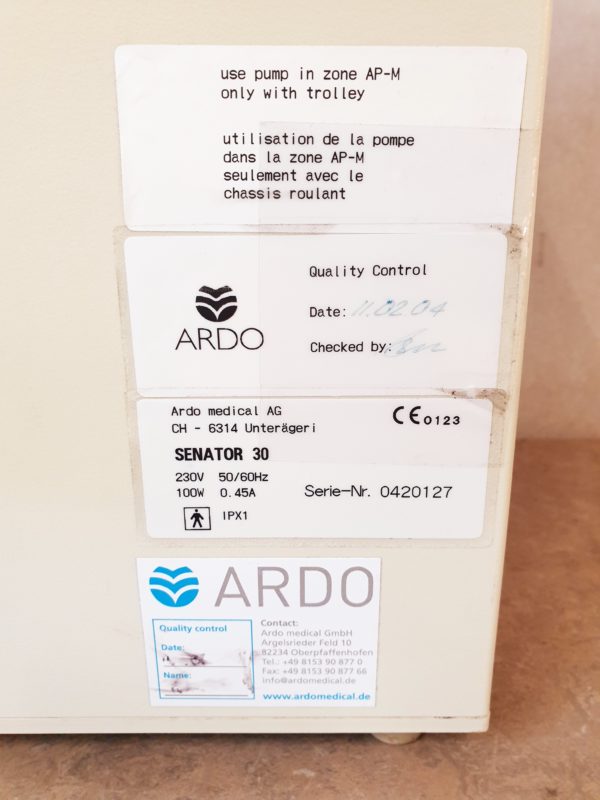 use pump in zone AP-M
only with trolley
utilisation de la pompe
dans la zone AP-M
seulement avec le
chassis roulant
ARDO
Quality Control
Date: 11.02.04
Checked by:
Ardo medical AG
CH - 6314 Unterägeri
CE 0123
SENATOR 30
230V 50/60Hz
100W 0.45A
Serie-Nr. 0420127
IPX1
ARDO
Quality control
Date:
Name:
Contact:
Ardo medical GmbH
Argelsrieder Feld 10
82234 Oberpfaffenhofen
Tel.: +49 8153 90 877 0
Fax: +49 8153 90 877 66
info@ardomedical.de
www.ardomedical.de